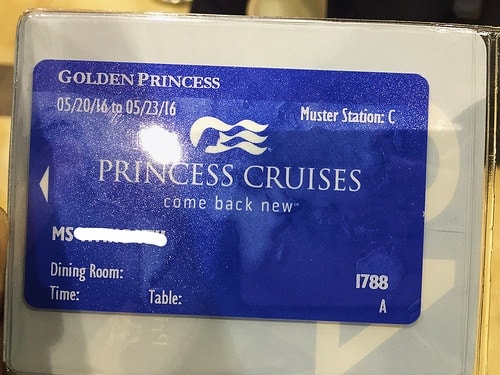 GOLDEN PRINCESS
05/20/16 to 05/23/16
Muster Station: C
PRINCESS CRUISES
come back new℠
MS
Dining Room:
Time:
Table:
1788
A